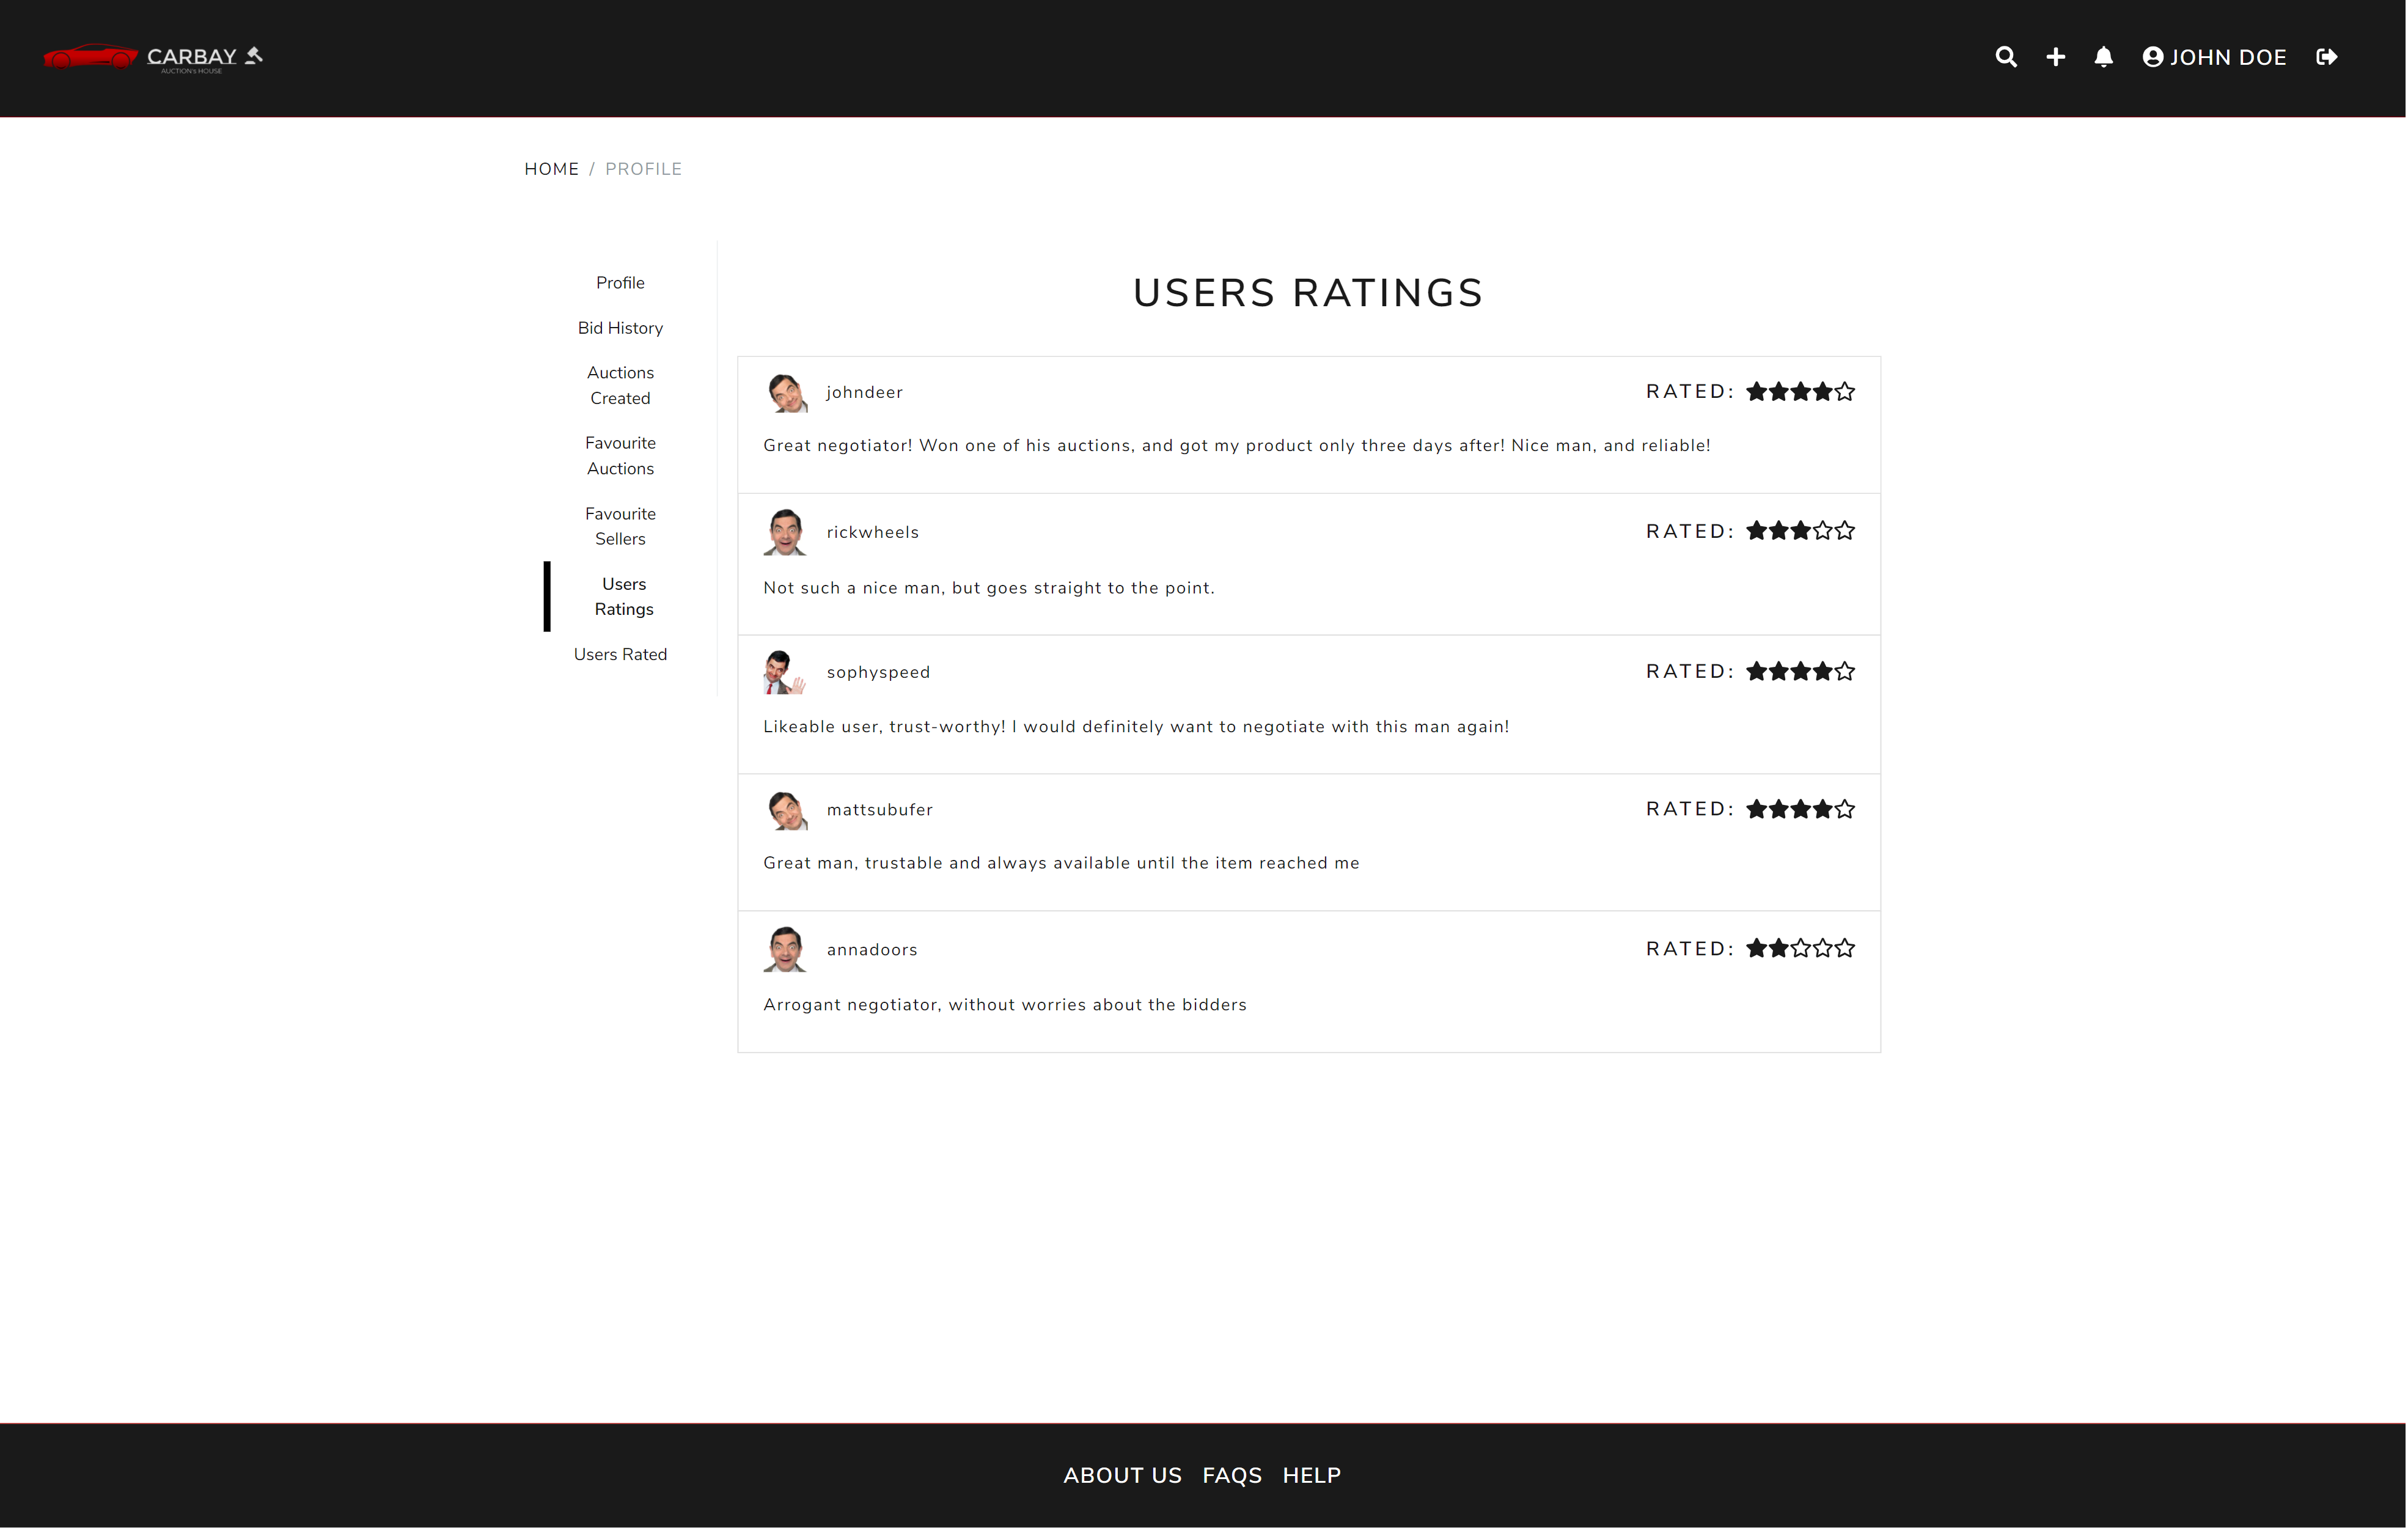 CARBAY
AUCTION's HOUSE
JOHN DOE
HOME / PROFILE
Profile
Bid History
Auctions
Created
Favourite
Auctions
Favourite
Sellers
Users
Ratings
Users Rated
USERS RATINGS
johndeer
RATED:
Great negotiator! Won one of his auctions, and got my product only three days after! Nice man, and reliable!
rickwheels
RATED:
Not such a nice man, but goes straight to the point.
sophyspeed
RATED:
Likeable user, trust-worthy! I would definitely want to negotiate with this man again!
mattsubufer
RATED:
Great man, trustable and always available until the item reached me
annadoors
RATED:
Arrogant negotiator, without worries about the bidders
ABOUT US FAQS HELP